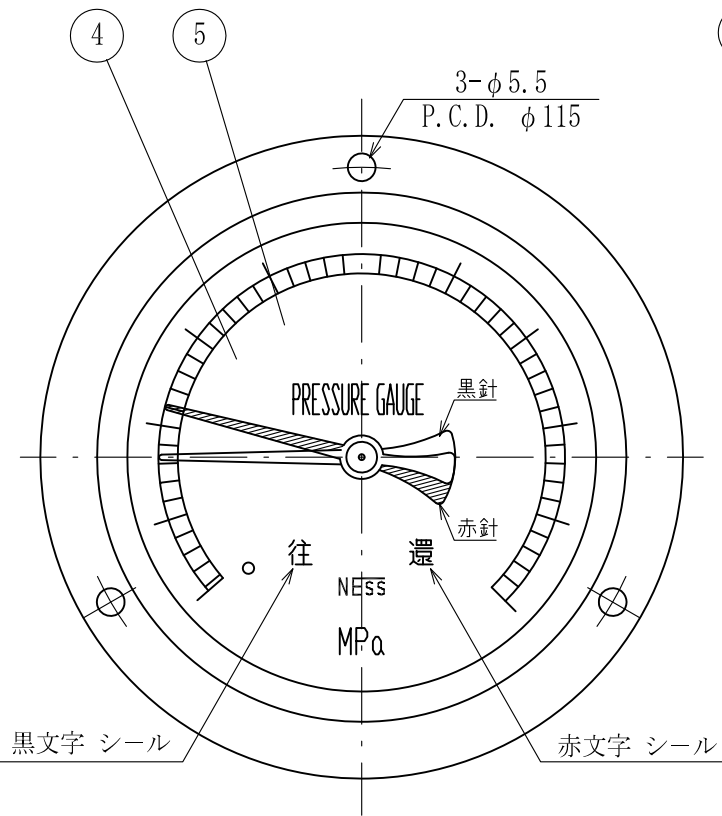 4
5
3-φ5.5
P.C.D. φ115
PRESSURE GAUGE
黒針
赤針
往 還
NEss
MPa
黒文字 シール
赤文字 シール